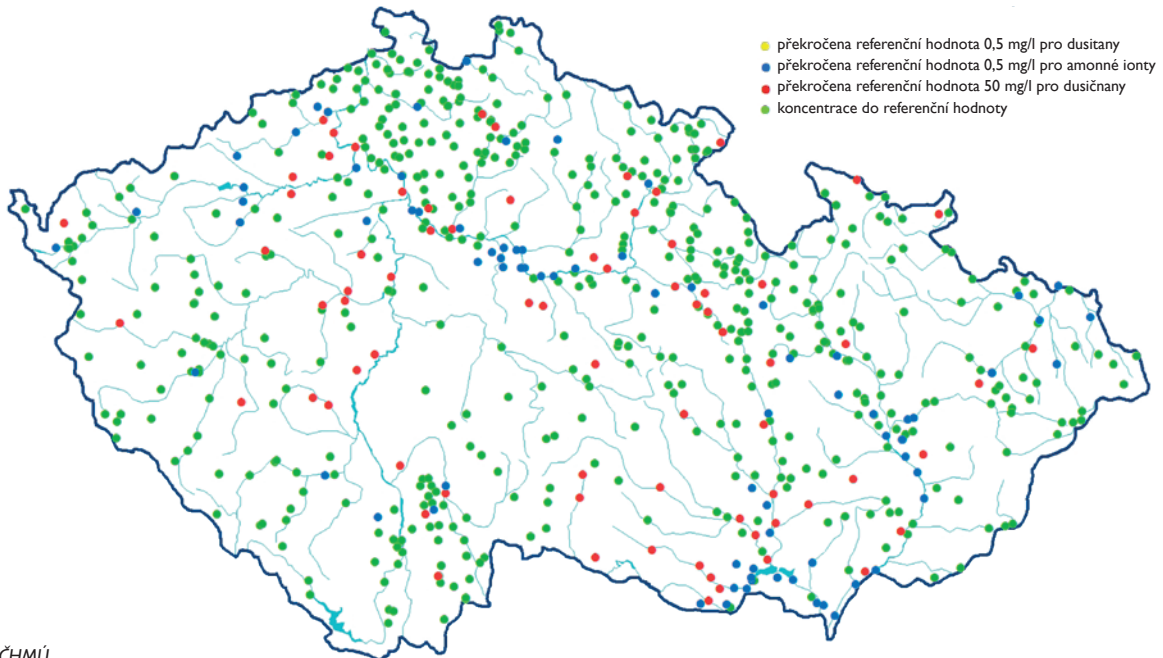 překročena referenční hodnota 0,5 mg/l pro dusitany
překročena referenční hodnota 0,5 mg/l pro amonné ionty
překročena referenční hodnota 50 mg/l pro dusičnany
koncentrace do referenční hodnoty
ČHMÚ